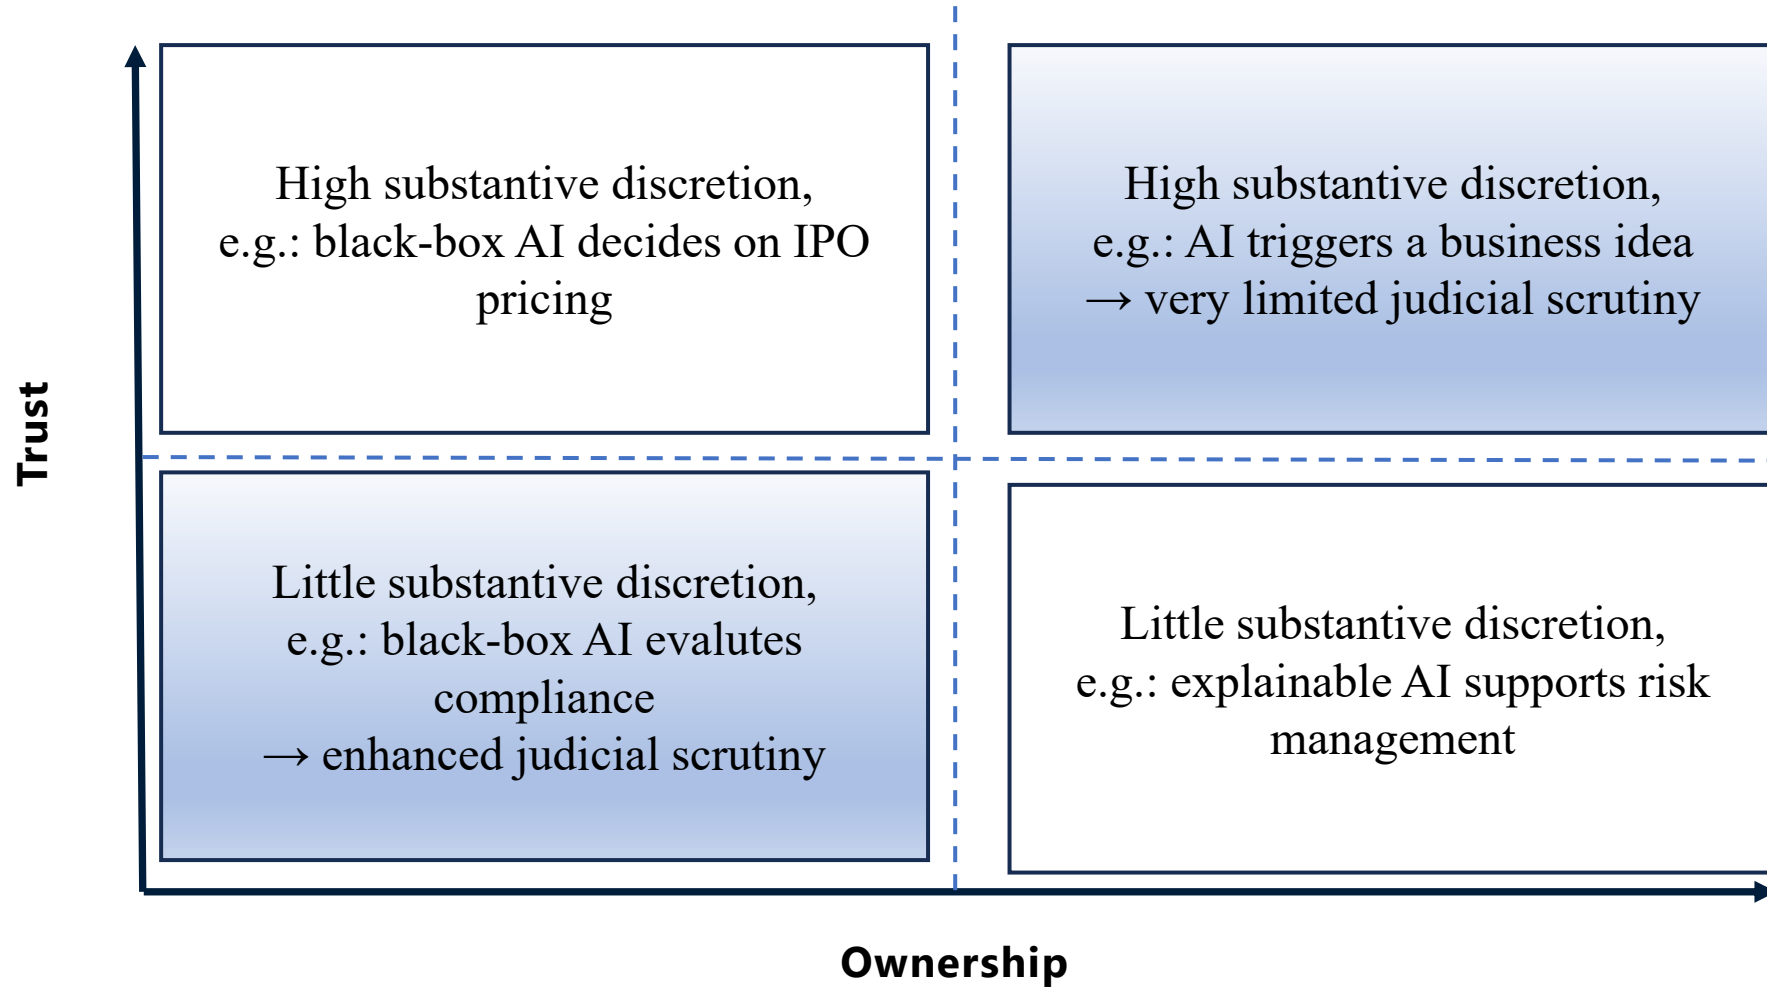 High substantive discretion,
e.g.: black-box AI decides on IPO
pricing
High substantive discretion,
e.g.: AI triggers a business idea
→ very limited judicial scrutiny
Trust
Little substantive discretion,
e.g.: black-box AI evalutes
compliance
→ enhanced judicial scrutiny
Little substantive discretion,
e.g.: explainable AI supports risk
management
Ownership